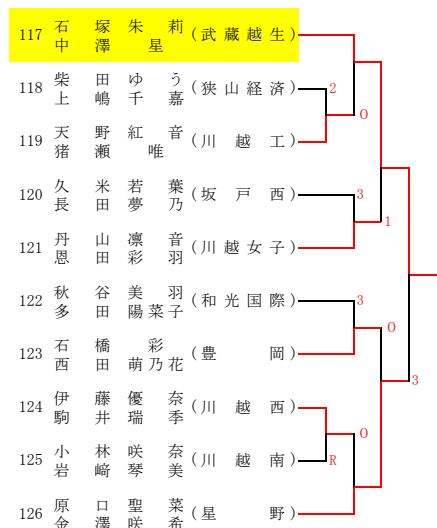 117 石塚朱莉 (武蔵越生)
中澤星
118 柴田ゆう (狭山経済) 2
上嶋千嘉
0
119 天野紅音 (川越工)
猪瀬唯
120 久米若葉 (坂戸西) 3
長田夢乃
1
121 丹山凛音 (川越女子)
恩田彩羽
122 秋谷美羽 (和光国際) 3
多田陽菜子
0
123 石橋彩 (豊岡)
西田萌乃花
3
124 伊藤優奈 (川越西)
駒井瑞季
0
125 小林咲奈 (川越南) R
岩﨑琴美
126 原口聖菜 (星野)
金澤咲希